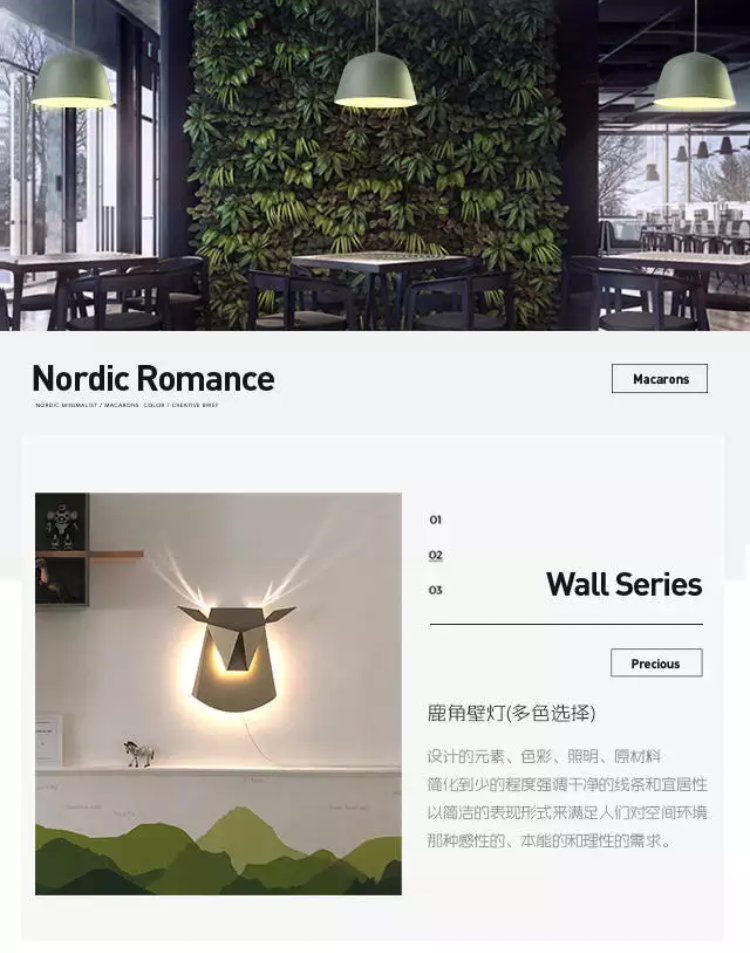 Nordic Romance
Macarons
NORDIC MINIMALIST / MACARONS COLOR / CREATIVE BRIEF
01
02
03
Wall Series
Precious
鹿角壁灯(多色选择)
设计的元素、色彩、照明、原材料
简化到少的程度强调干净的线条和宜居性
以简洁的表现形式来满足人们对空间环境
那种感性的、本能的和理性的需求。